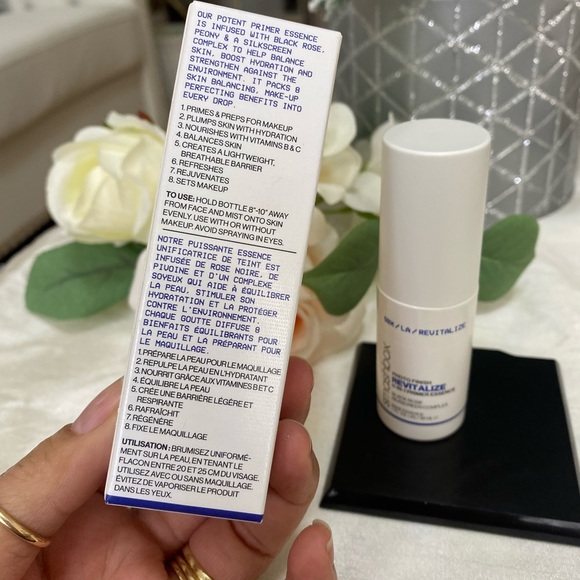 OUR POTENT PRIMER ESSENCE
IS INFUSED WITH BLACK ROSE,
PEONY & A SILKSCREEN
COMPLEX TO HELP BALANCE
SKIN, BOOST HYDRATION AND
STRENGTHEN AGAINST THE
ENVIRONMENT. IT PACKS 8
SKIN BALANCING, MAKE-UP
PERFECTING BENEFITS INTO
EVERY DROP.
1. PRIMES & PREPS FOR MAKEUP
2. PLUMPS SKIN WITH HYDRATION
3. NOURISHES WITH VITAMINS B & C
4. BALANCES SKIN
5. CREATES A LIGHTWEIGHT,
BREATHABLE BARRIER
6. REFRESHES
7. REJUVENATES
8. SETS MAKEUP
TO USE: HOLD BOTTLE 8"-10" AWAY
FROM FACE AND MIST ONTO SKIN
EVENLY. USE WITH OR WITHOUT
MAKEUP. AVOID SPRAYING IN EYES.
NOTRE PUISSANTE ESSENCE
UNIFICATRICE DE TEINT EST
INFUSÉE DE ROSE NOIRE, DE
PIVOINE ET D'UN COMPLEXE
SOYEUX QUI AIDE À ÉQUILIBRER
LA PEAU, STIMULER SON
HYDRATATION ET LA PROTÉGER
CONTRE L'ENVIRONNEMENT.
CHAQUE GOUTTE DIFFUSE 8
BIENFAITS ÉQUILIBRANTS POUR
LA PEAU ET LA PRÉPARANT POUR
LE MAQUILLAGE.
1. PRÉPARE LA PEAU POUR LE MAQUILLAGE
2. REPULPE LA PEAU EN L'HYDRATANT
3. NOURRIT GRÂCE AUX VITAMINES B ET C
4. ÉQUILIBRE LA PEAU
5. CRÉE UNE BARRIÈRE LÉGÈRE ET
RESPIRANTE
6. RAFRAÎCHIT
7. RÉGÉNÈRE
8. FIXE LE MAQUILLAGE
UTILISATION : BRUMISEZ UNIFORMÉ-
MENT SUR LA PEAU, EN TENANT LE
FLACON ENTRE 20 ET 25 CM DU VISAGE.
UTILISEZ AVEC OU SANS MAQUILLAGE.
ÉVITEZ DE VAPORISER LE PRODUIT
DANS LES YEUX.
/ LA / REVITALIZE
smashbox
PHOTO FINISH
REVITALIZE